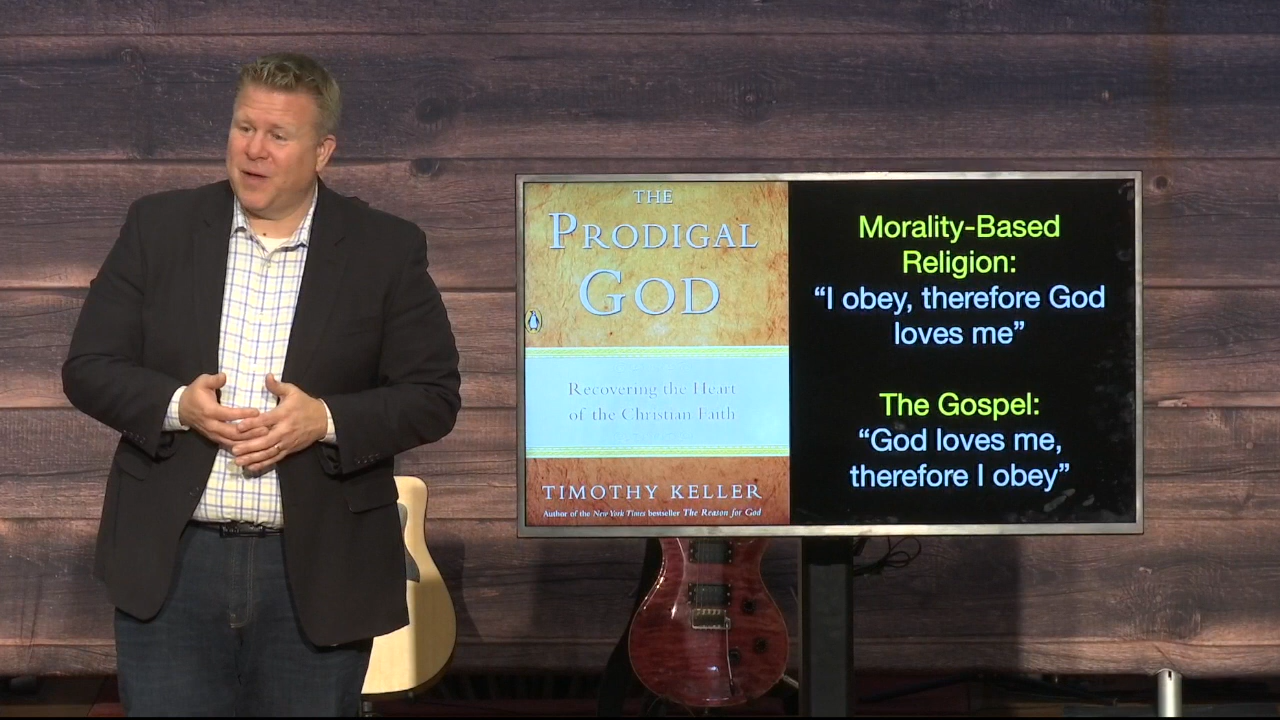 THE
PRODIGAL
GOD
Recovering the Heart
of the Christian Faith
TIMOTHY KELLER
Author of the New York Times bestseller The Reason for God
Morality-Based
Religion:
“I obey, therefore God
loves me”
The Gospel:
“God loves me,
therefore I obey”